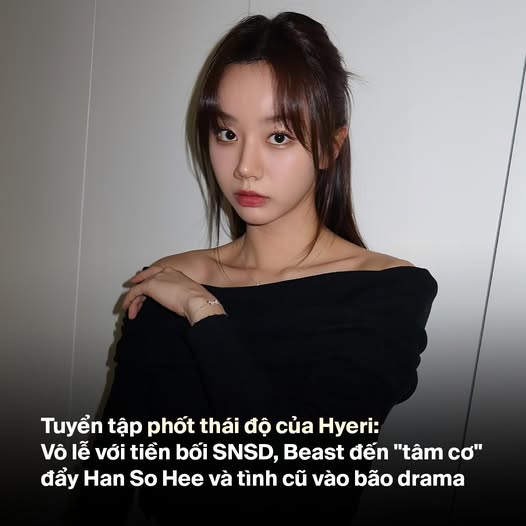 Tuyển tập phốt thái độ của Hyeri:
Vô lễ với tiền bối SNSD, Beast đến "tâm cơ"
đẩy Han So Hee và tình cũ vào bão drama